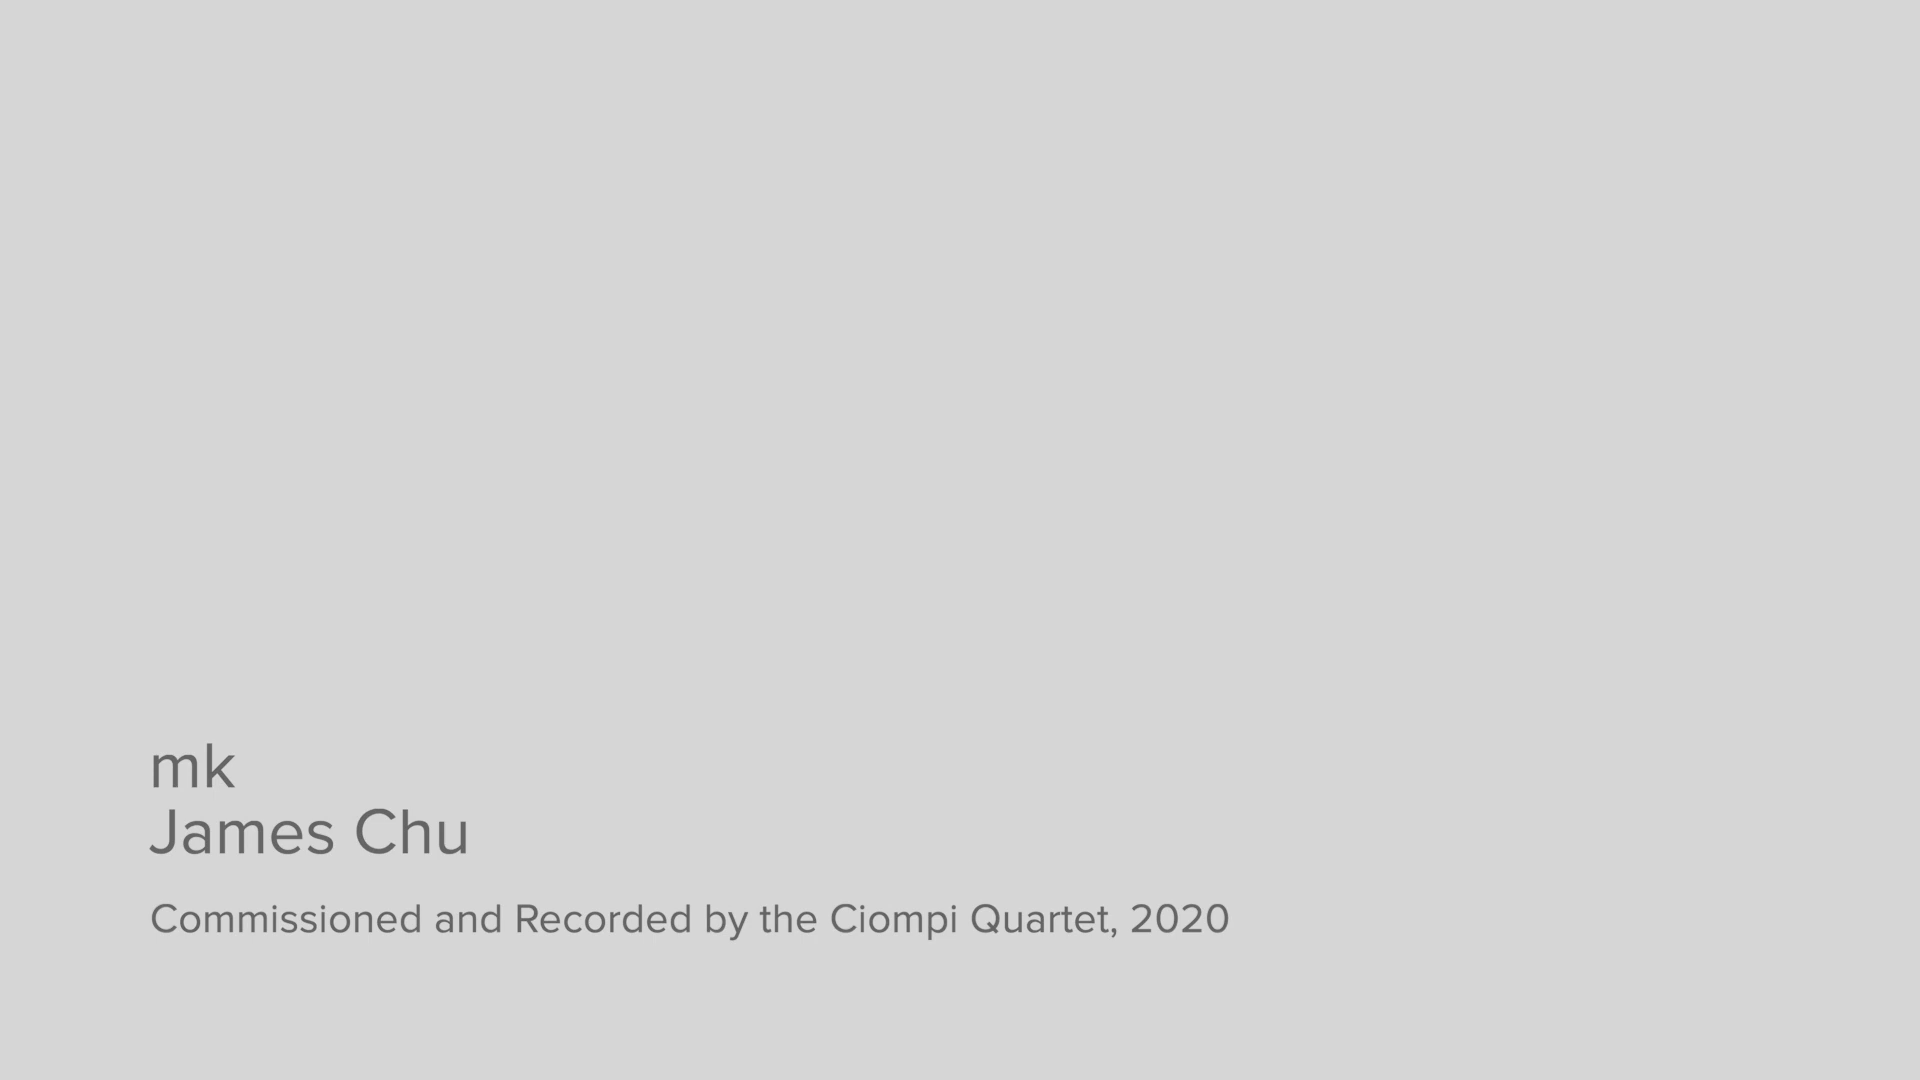 mk
James Chu
Commissioned and Recorded by the Ciompi Quartet, 2020